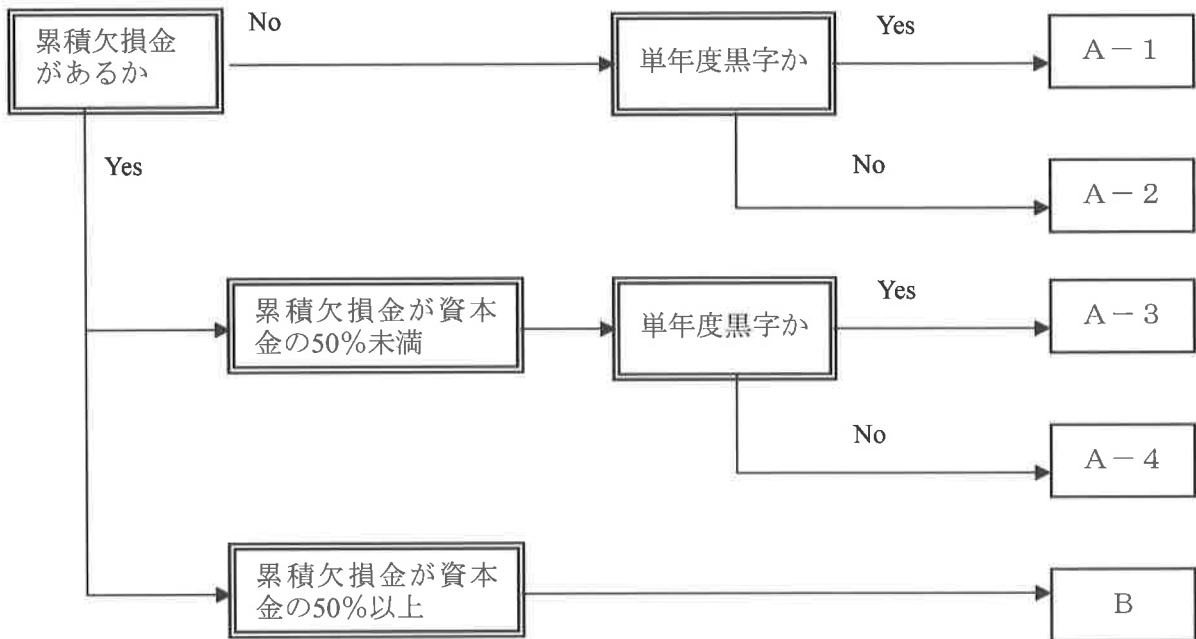 累積欠損金
があるか
No
単年度黒字か
Yes
A－1
Yes
No
A－2
累積欠損金が資本
金の50％未満
単年度黒字か
Yes
A－3
No
A－4
累積欠損金が資本
金の50％以上
B